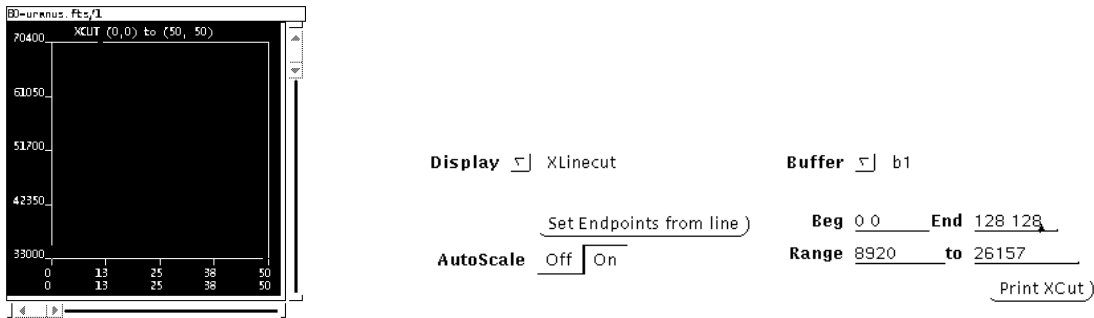 BD-uranus.fts/1
XCUT (0,0) to (50, 50)
70400
61050
51700
42350
33000
0 13 25 38 50
0 13 25 38 50
Display XLinecut
Buffer b1
Set Endpoints from line
Beg 0 0 End 128 128
AutoScale Off On
Range 8920 to 26157
Print XCut